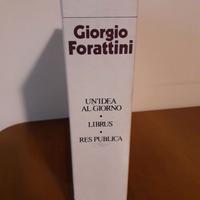 Giorgio
Forattini
UN'IDEA
AL GIORNO
•
LIBRUS
•
RES PUBLICA